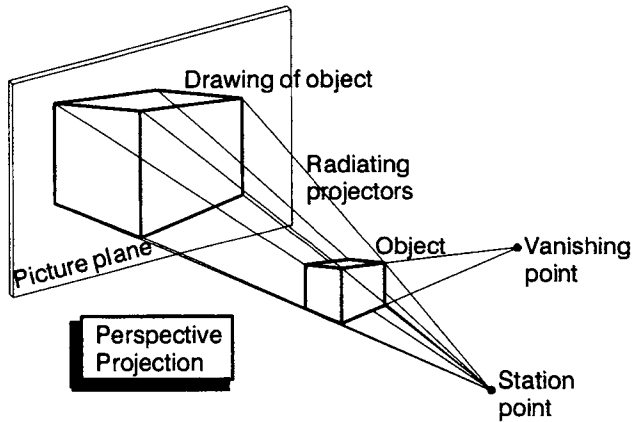 Drawing of object
Radiating
projectors
Object
Vanishing
point
Picture plane
Perspective
Projection
Station
point